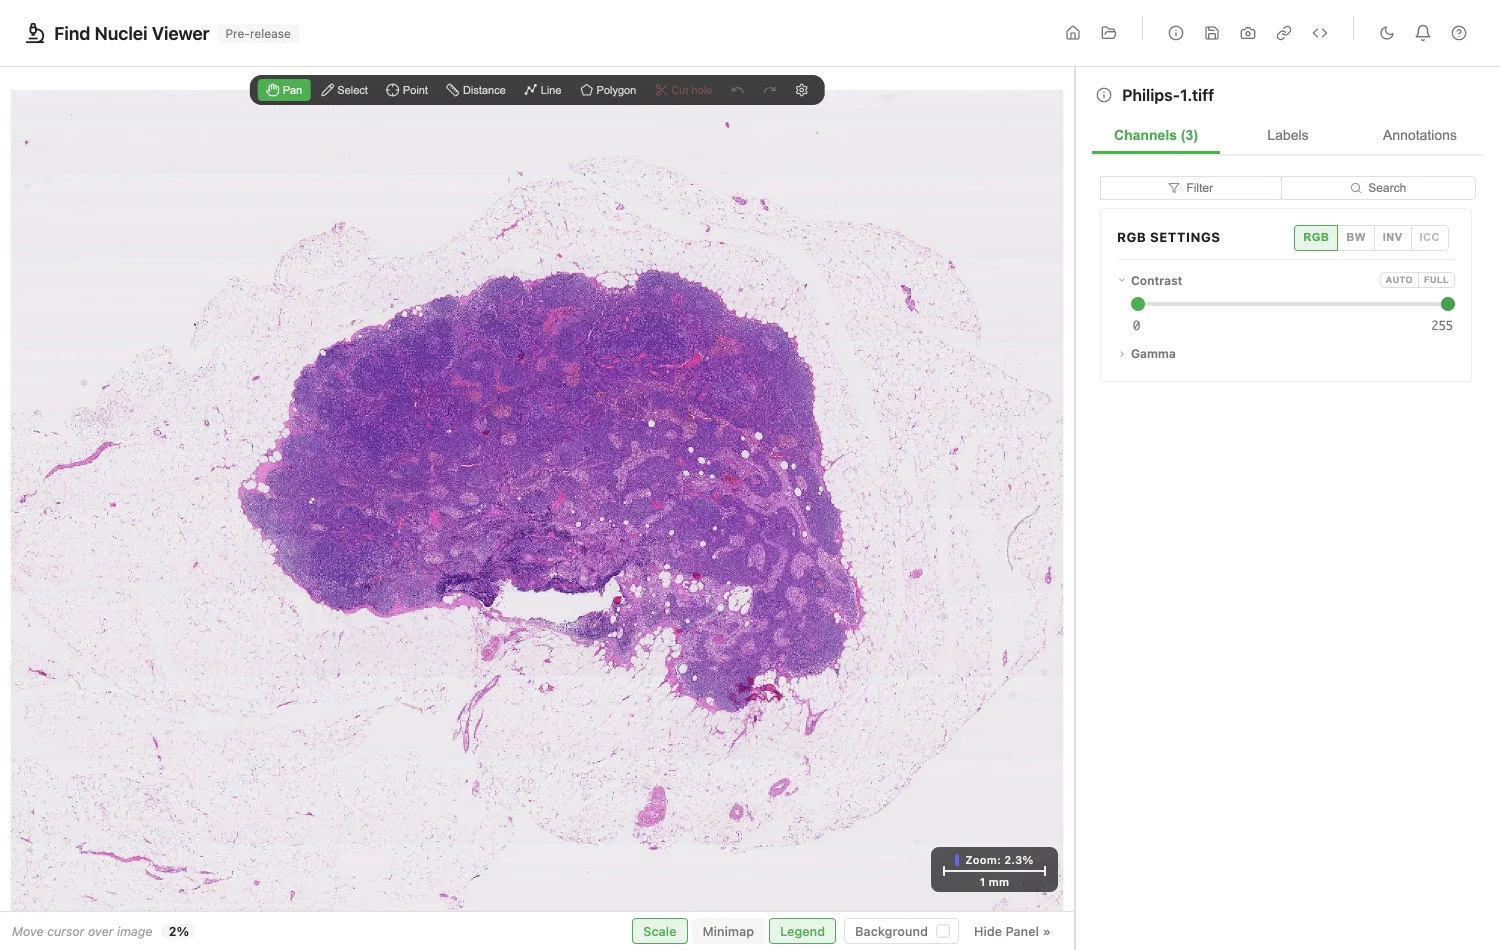 Find Nuclei Viewer Pre-release
Pan Select Point Distance Line Polygon Cut hole
Philips-1.tiff
Channels (3) Labels Annotations
Filter Search
RGB SETTINGS RGB BW INV ICC
Contrast AUTO FULL
0 255
Gamma
Zoom: 2.3%
1 mm
Move cursor over image 2% Scale Minimap Legend Background Hide Panel »